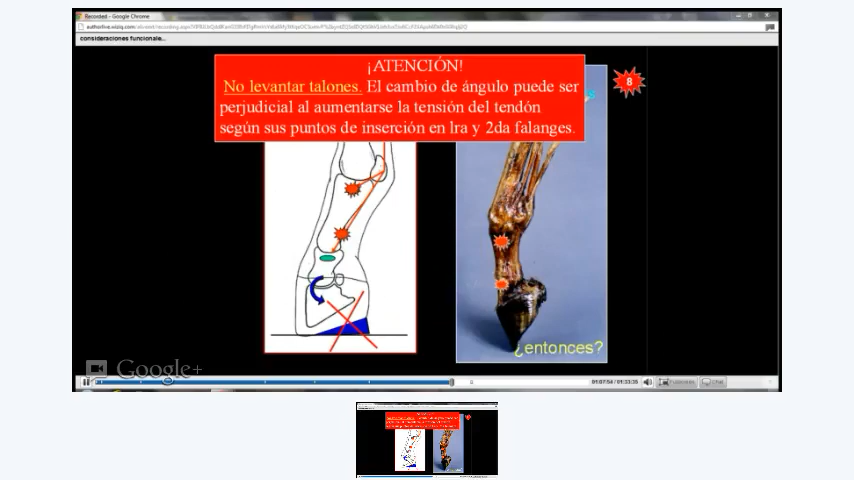 Recorded - Google Chrome
consideraciones funcionale...
¡ATENCIÓN!
No levantar talones. El cambio de ángulo puede ser
perjudicial al aumentarse la tensión del tendón
según sus puntos de inserción en 1ra y 2da falanges.
8
s
¿entonces?
Google+
01:07:54 / 01:33:35
Chat